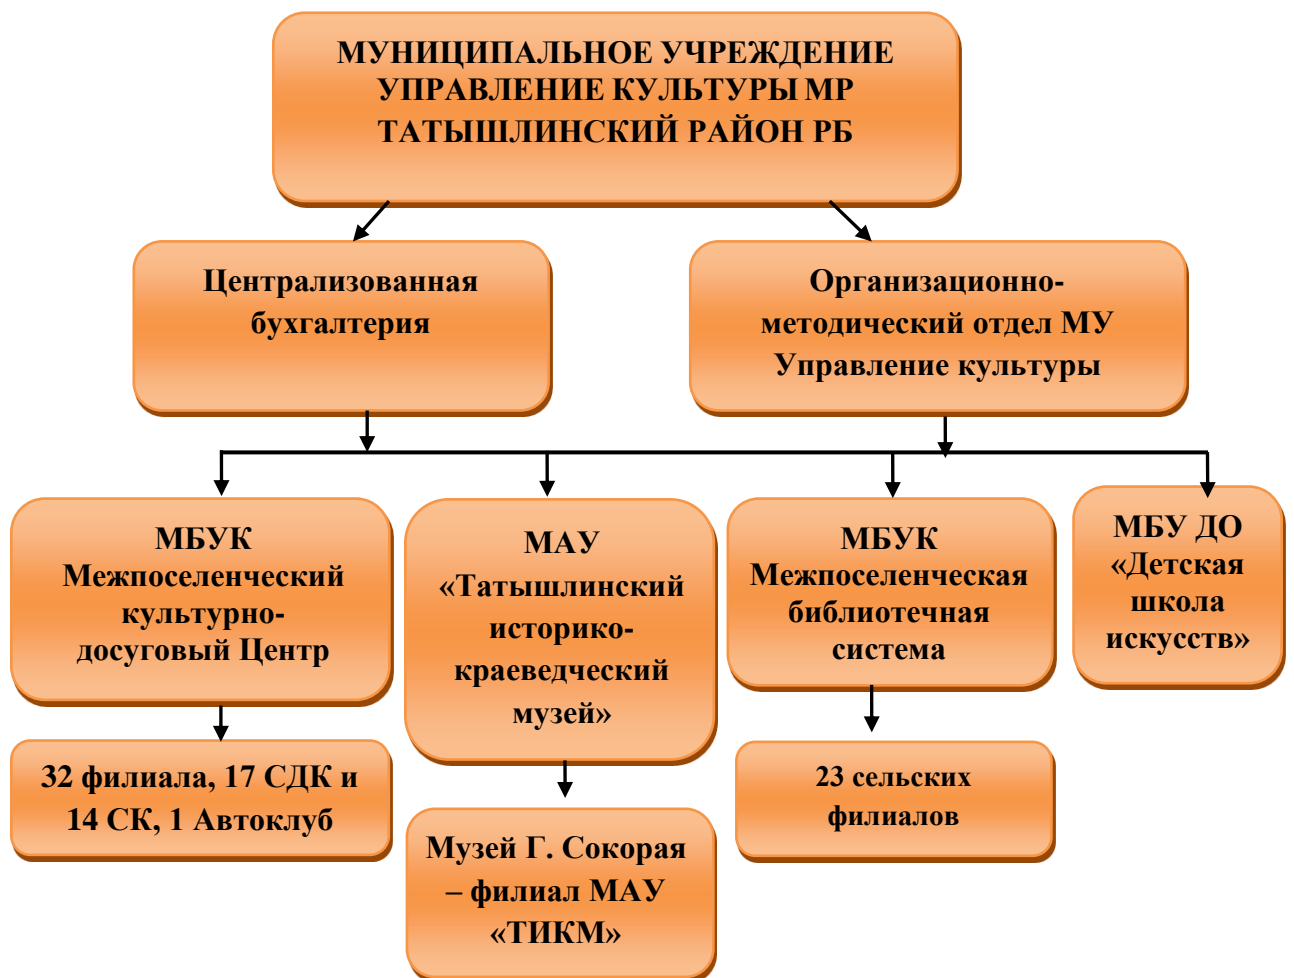 МУНИЦИПАЛЬНОЕ УЧРЕЖДЕНИЕ
УПРАВЛЕНИЕ КУЛЬТУРЫ МР
ТАТЫШЛИНСКИЙ РАЙОН РБ
Централизованная
бухгалтерия
Организационно-
методический отдел МУ
Управление культуры
МБУК
Межпоселенческий
культурно-
досуговый Центр
МАУ
«Татышлинский
историко-
краеведческий
музей»
МБУК
Межпоселенческая
библиотечная
система
МБУ ДО
«Детская
школа
искусств»
32 филиала, 17 СДК и
14 СК, 1 Автоклуб
Музей Г. Сокорая
– филиал МАУ
«ТИКМ»
23 сельских
филиалов